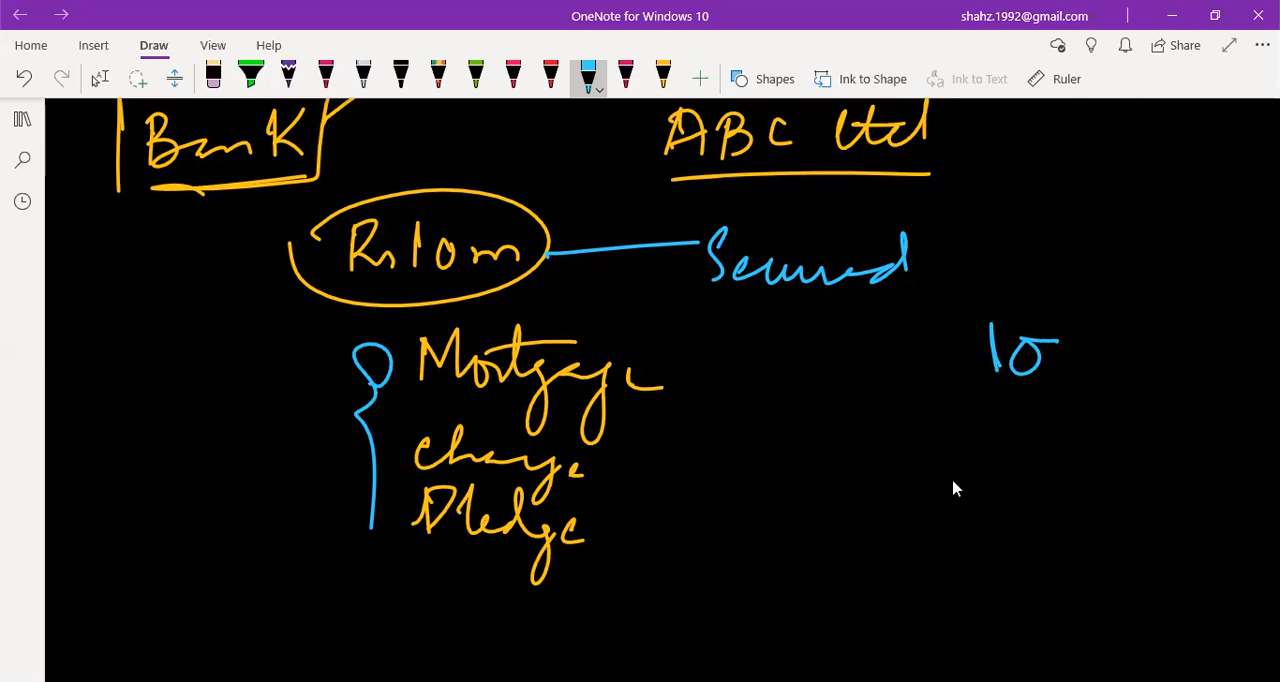 OneNote for Windows 10
shahz.1992@gmail.com
Home Insert Draw View Help
Share
Shapes
Ink to Shape
Ink to Text
Ruler
Bank
ABC Ltd
Rs 10m
Secured
Mortgage
10
charge
Pledge